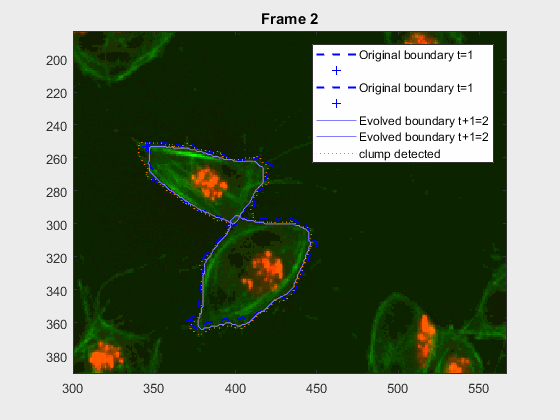 Frame 2
Original boundary t=1
Original boundary t=1
Evolved boundary t+1=2
Evolved boundary t+1=2
clump detected
200
220
240
260
280
300
320
340
360
380
300
350
400
450
500
550